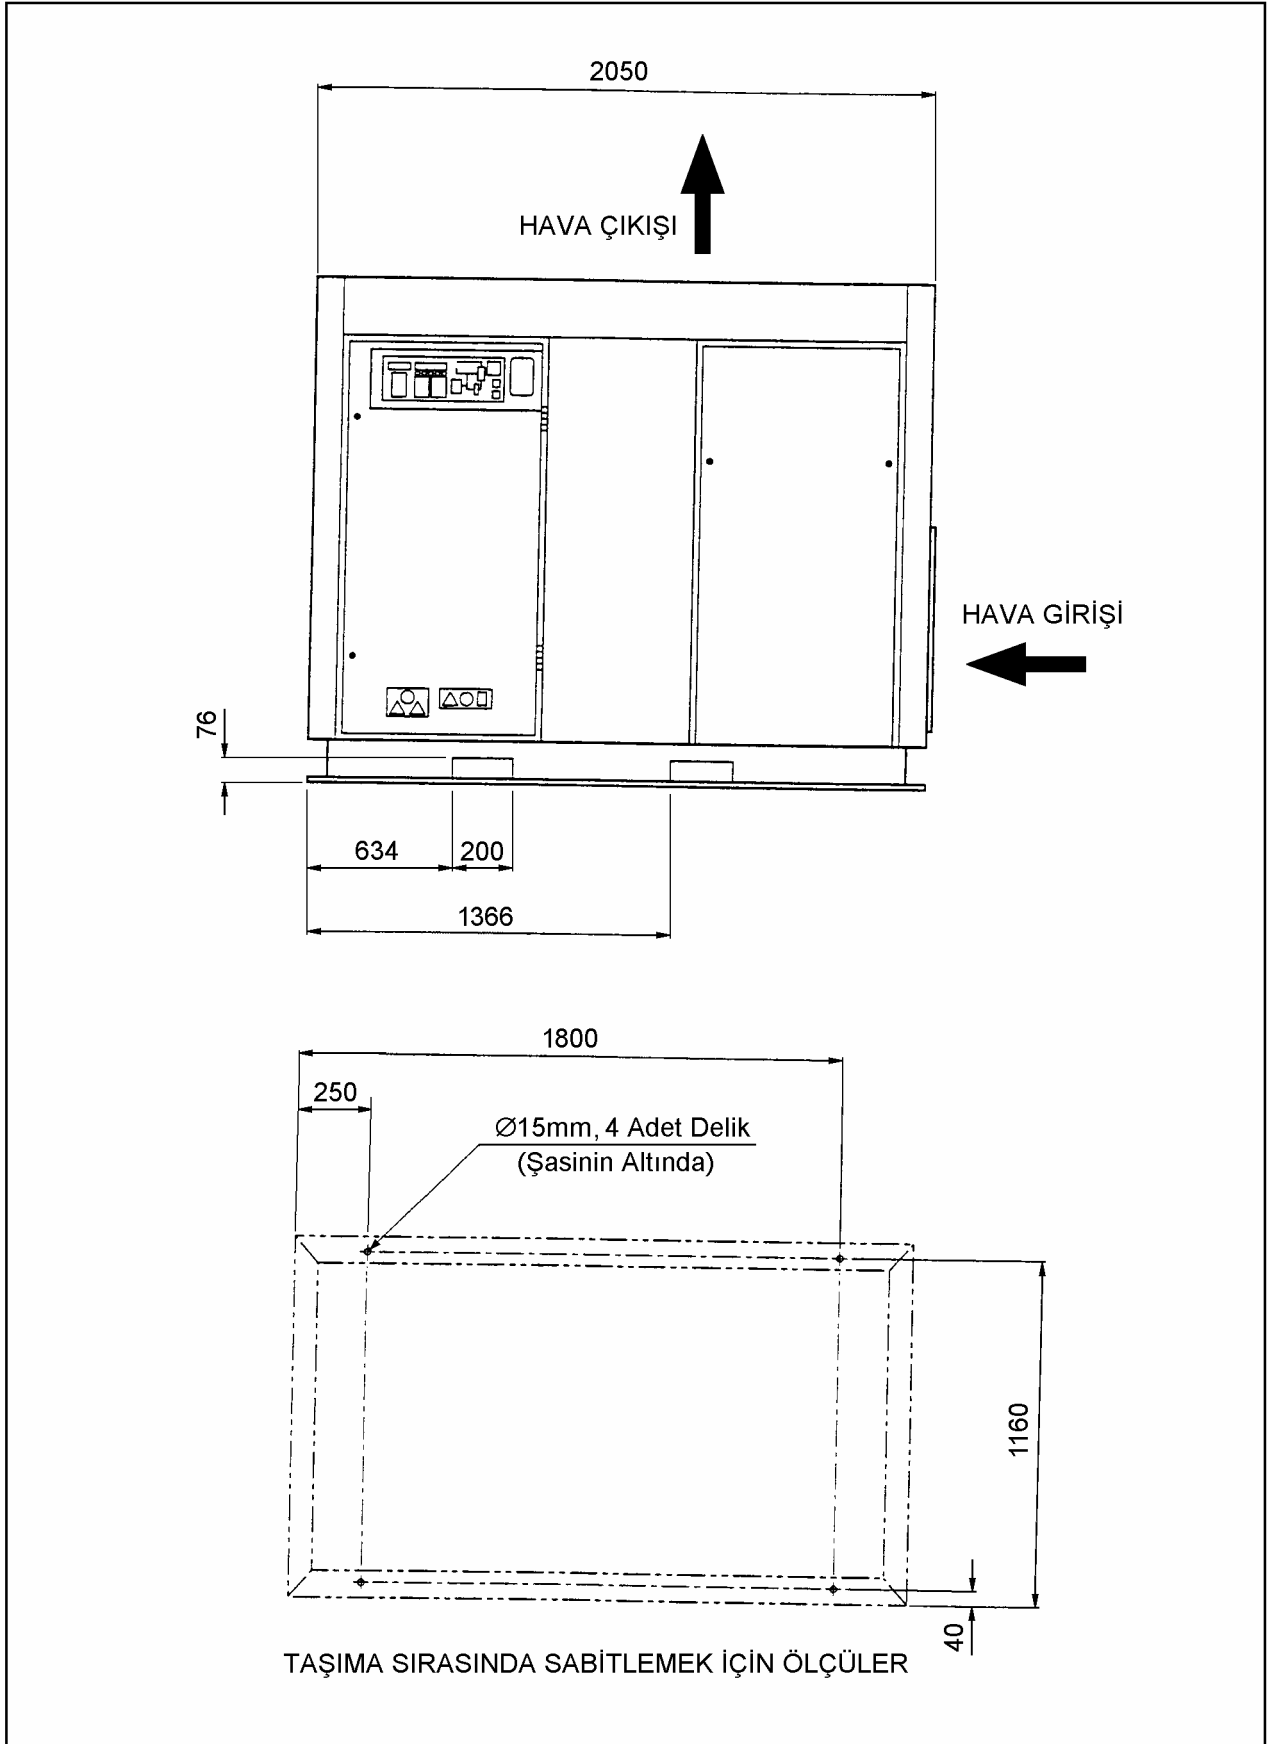 2050
HAVA ÇIKIŞI
HAVA GİRİŞİ
76
634
200
1366
1800
250
Ø15mm, 4 Adet Delik
(Şasinin Altında)
1160
40
TAŞIMA SIRASINDA SABİTLEMEK İÇİN ÖLÇÜLER